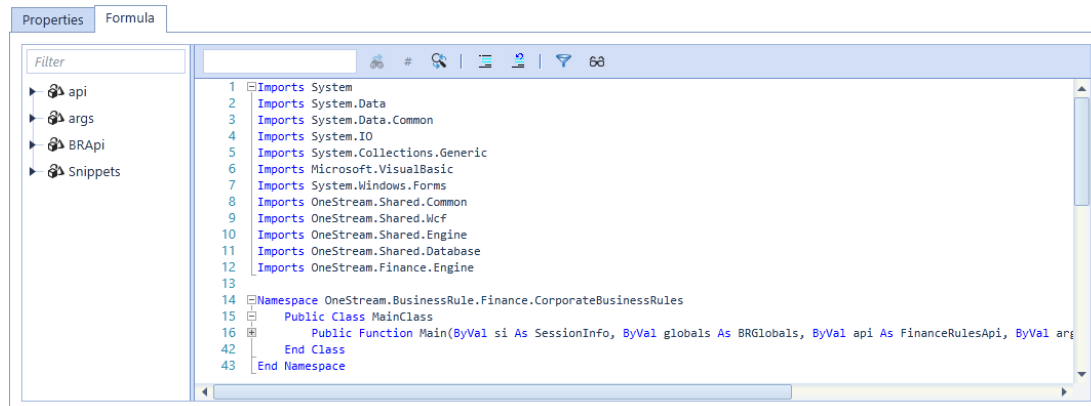 Properties
Formula
Filter
api
args
BRApi
Snippets
#
1 Imports System
2 Imports System.Data
3 Imports System.Data.Common
4 Imports System.IO
5 Imports System.Collections.Generic
6 Imports Microsoft.VisualBasic
7 Imports System.Windows.Forms
8 Imports OneStream.Shared.Common
9 Imports OneStream.Shared.Wcf
10 Imports OneStream.Shared.Engine
11 Imports OneStream.Shared.Database
12 Imports OneStream.Finance.Engine
13
14 Namespace OneStream.BusinessRule.Finance.CorporateBusinessRules
15 Public Class MainClass
16 Public Function Main(ByVal si As SessionInfo, ByVal globals As BRGlobals, ByVal api As FinanceRulesApi, ByVal arg
42 End Class
43 End Namespace